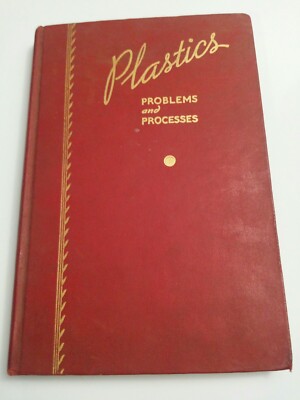 Plastics
PROBLEMS
and
PROCESSES